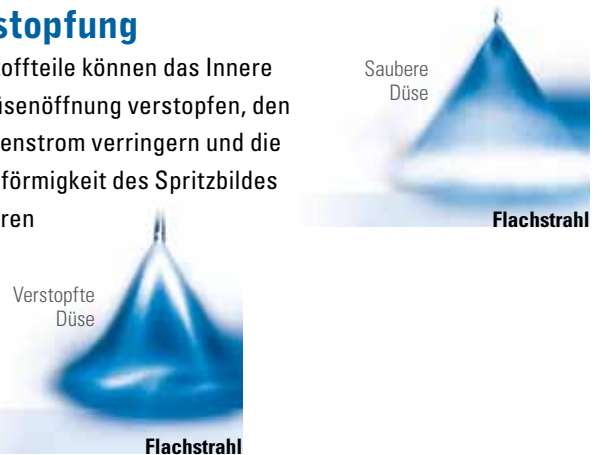 stopfung
toffteile können das Innere
üsenöffnung verstopfen, den
enstrom verringern und die
förmigkeit des Spritzbildes
ren
Saubere
Düse
Flachstrahl
Verstopfte
Düse
Flachstrahl